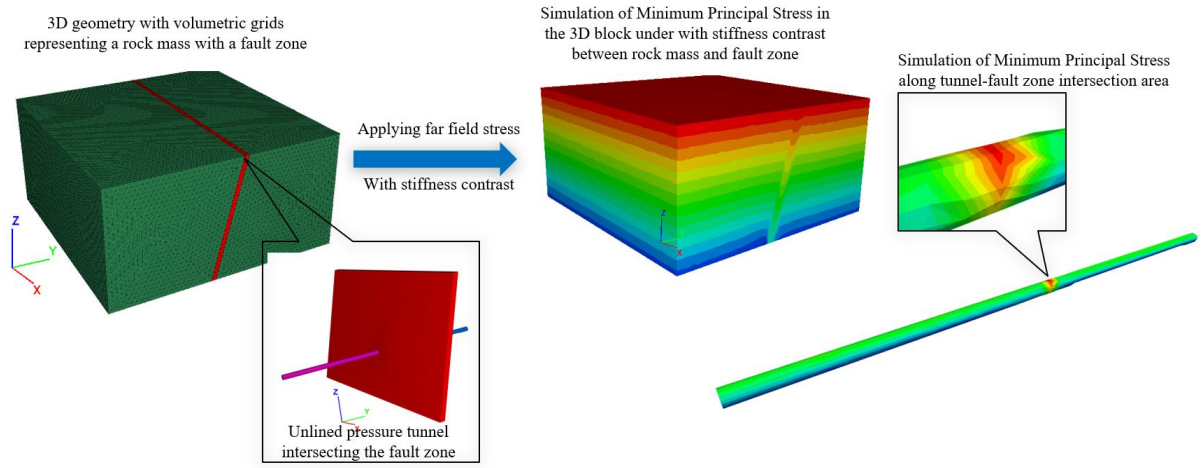 3D geometry with volumetric grids
representing a rock mass with a fault zone
Z
Y
X
Applying far field stress
With stiffness contrast
Z
Y
X
Unlined pressure tunnel
intersecting the fault zone
Simulation of Minimum Principal Stress in
the 3D block under with stiffness contrast
between rock mass and fault zone
Z
X
Simulation of Minimum Principal Stress
along tunnel-fault zone intersection area